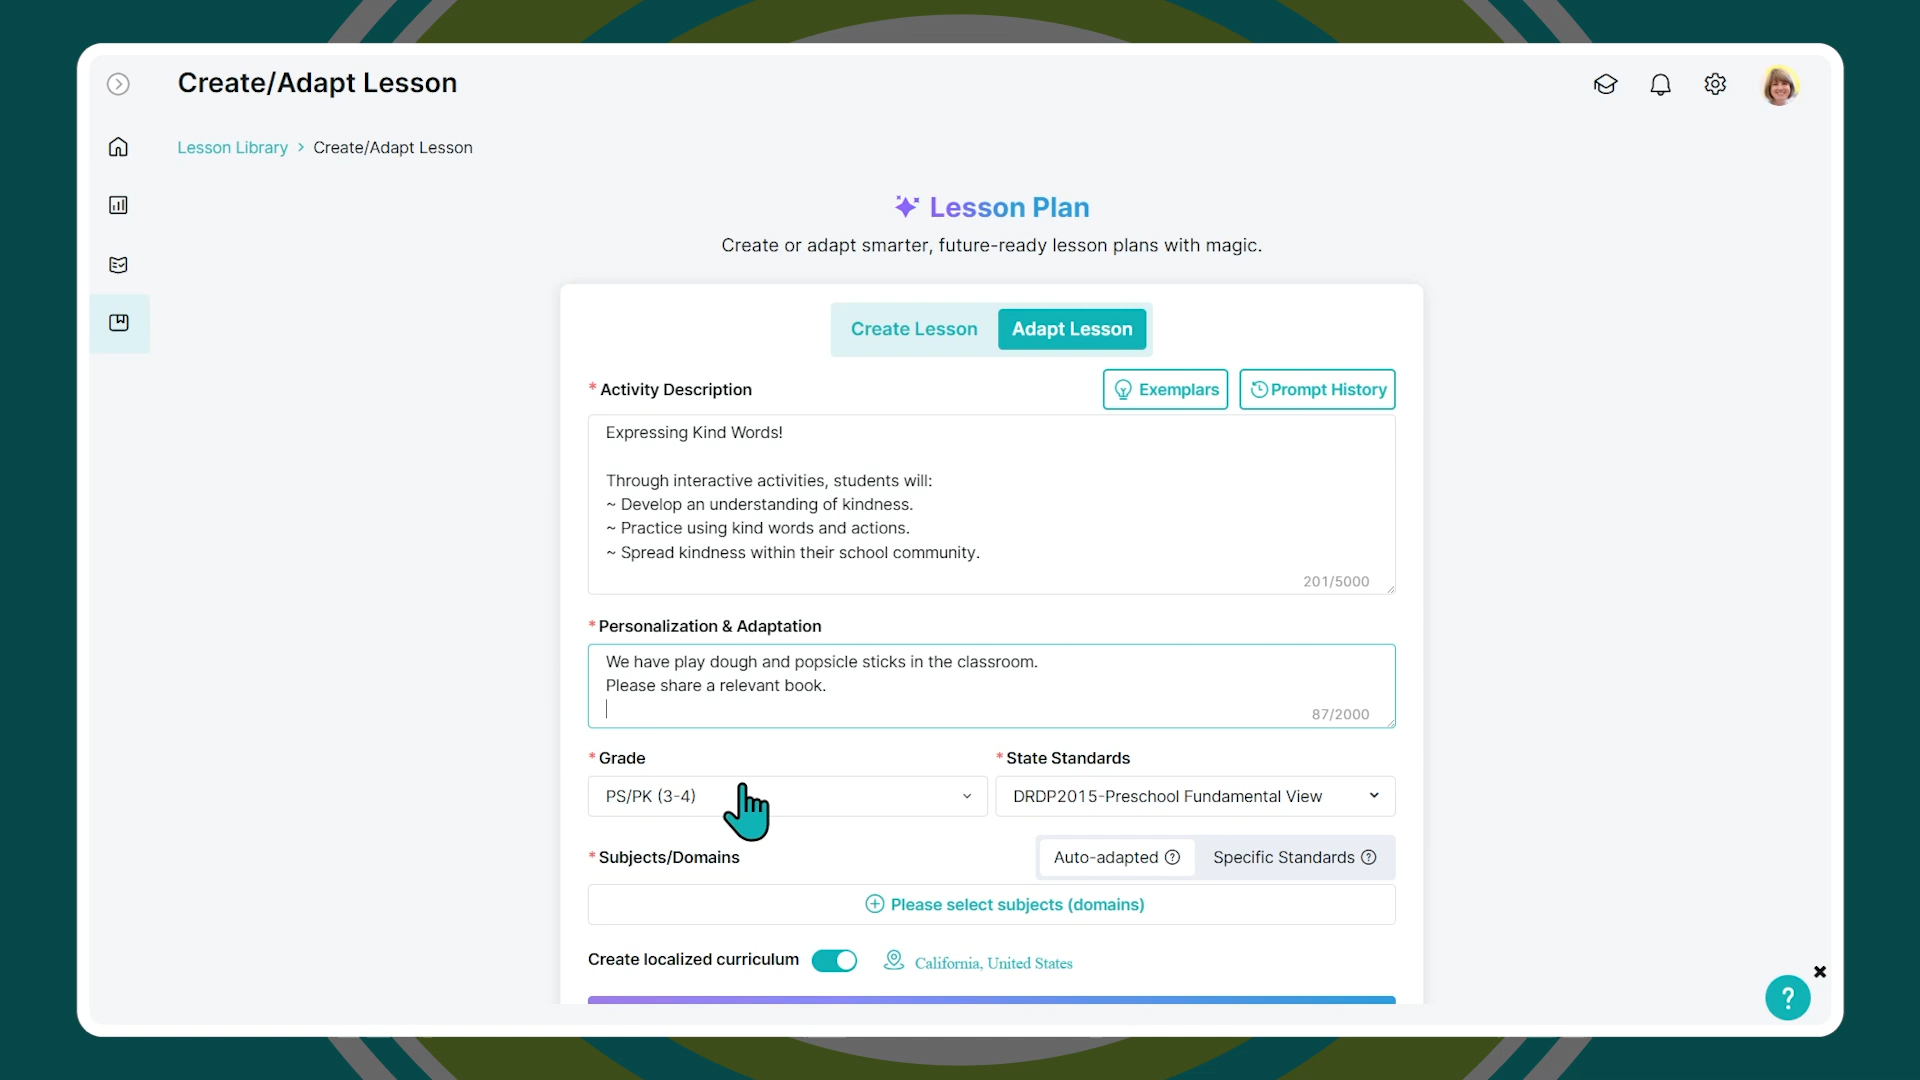 Create/Adapt Lesson
Lesson Library > Create/Adapt Lesson
Lesson Plan
Create or adapt smarter, future-ready lesson plans with magic.
Create Lesson
Adapt Lesson
* Activity Description
Exemplars
Prompt History
Expressing Kind Words!
Through interactive activities, students will:
~ Develop an understanding of kindness.
~ Practice using kind words and actions.
~ Spread kindness within their school community.
201/5000
* Personalization & Adaptation
We have play dough and popsicle sticks in the classroom.
Please share a relevant book.
87/2000
* Grade
* State Standards
PS/PK (3-4)
DRDP2015-Preschool Fundamental View
* Subjects/Domains
Auto-adapted ?
Specific Standards ?
Please select subjects (domains)
Create localized curriculum
California, United States
?